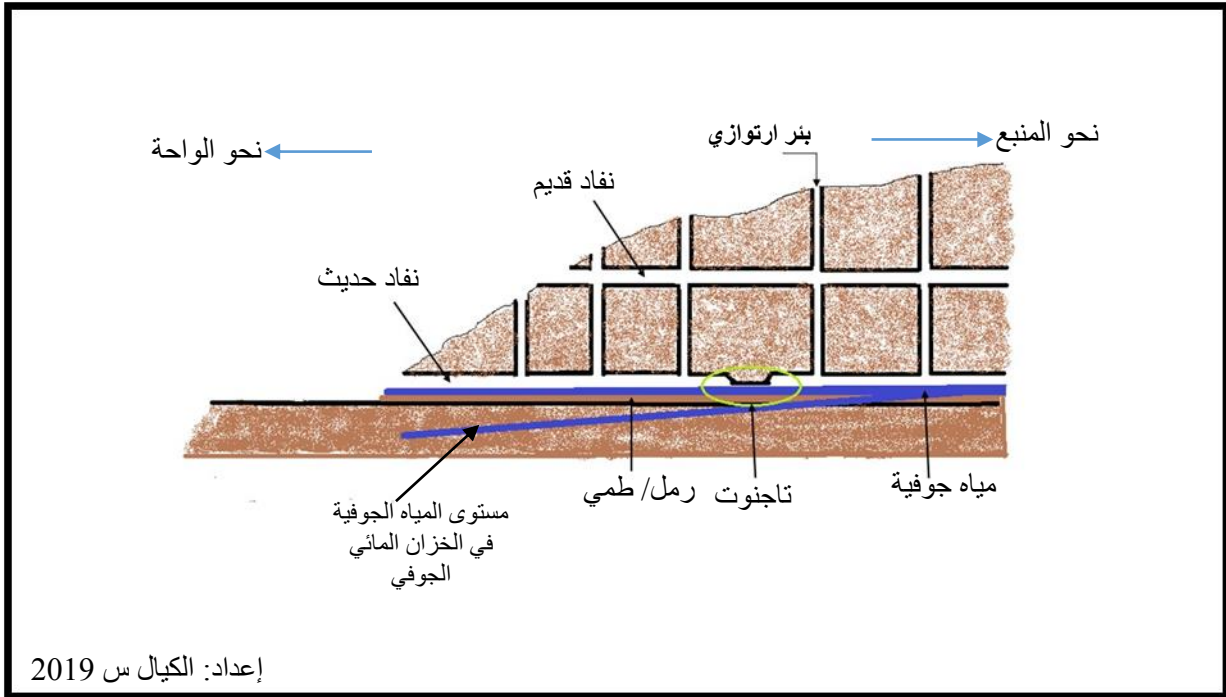 نحو المنبع
بئر ارتوازي
نحو الواحة
نفاد قديم
نفاد حديث
مياه جوفية
تاجنوت
رمل/ طمي
مستوى المياه الجوفية
في الخزان المائي
الجوفي
إعداد: الكيال س 2019